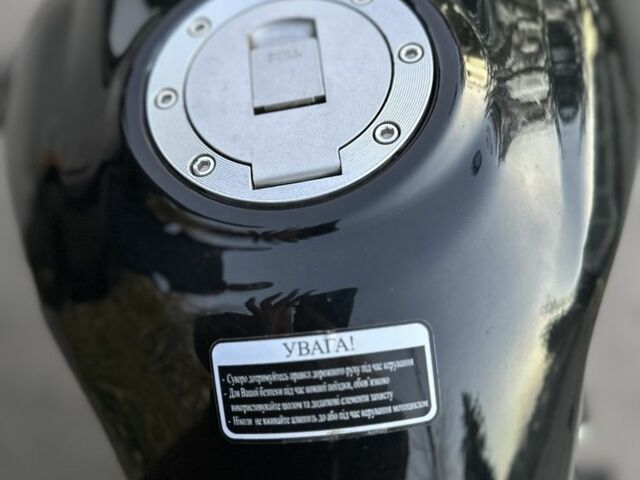 PULL
УВАГА!
- Суворо дотримуйтесь правил дорожнього руху під час керування
- Для Вашої безпеки під час кожної поїздки, обов'язково
використовуйте шолом та додаткові елементи захисту
- Ніколи не вживайте алкоголь до або під час керування мотоциклом